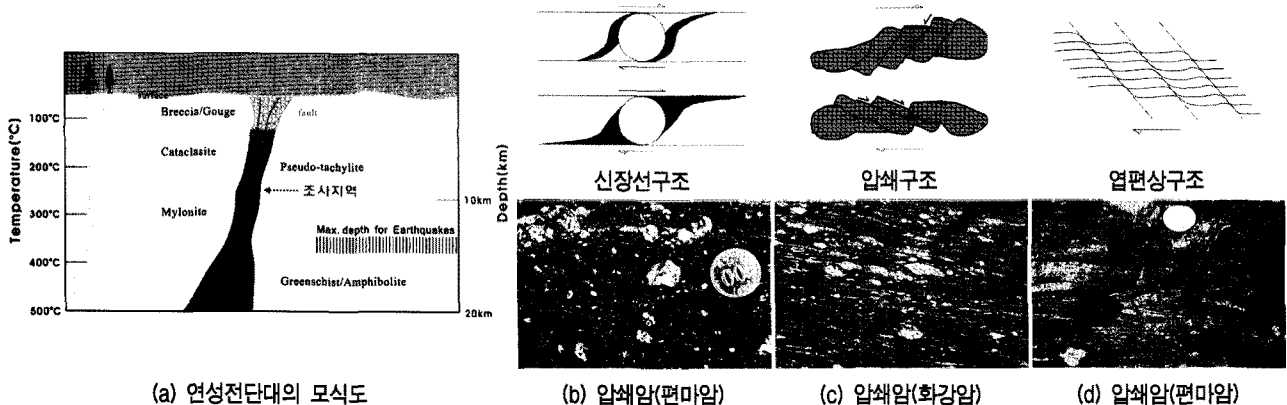 surface
Breccia/Gouge
fault
Cataclasite
Pseudo-tachylite
조사지역
Mylonite
Max. depth for Earthquakes
Greenschist/Amphibolite
Temperature(°C)
100°C
200°C
300°C
400°C
500°C
Depth(km)
10km
20km
(a) 연성전단대의 모식도
신장선구조
압쇄구조
엽편상구조
100
(b) 압쇄암(편마암)
(c) 압쇄암(화강암)
(d) 압쇄암(편마암)